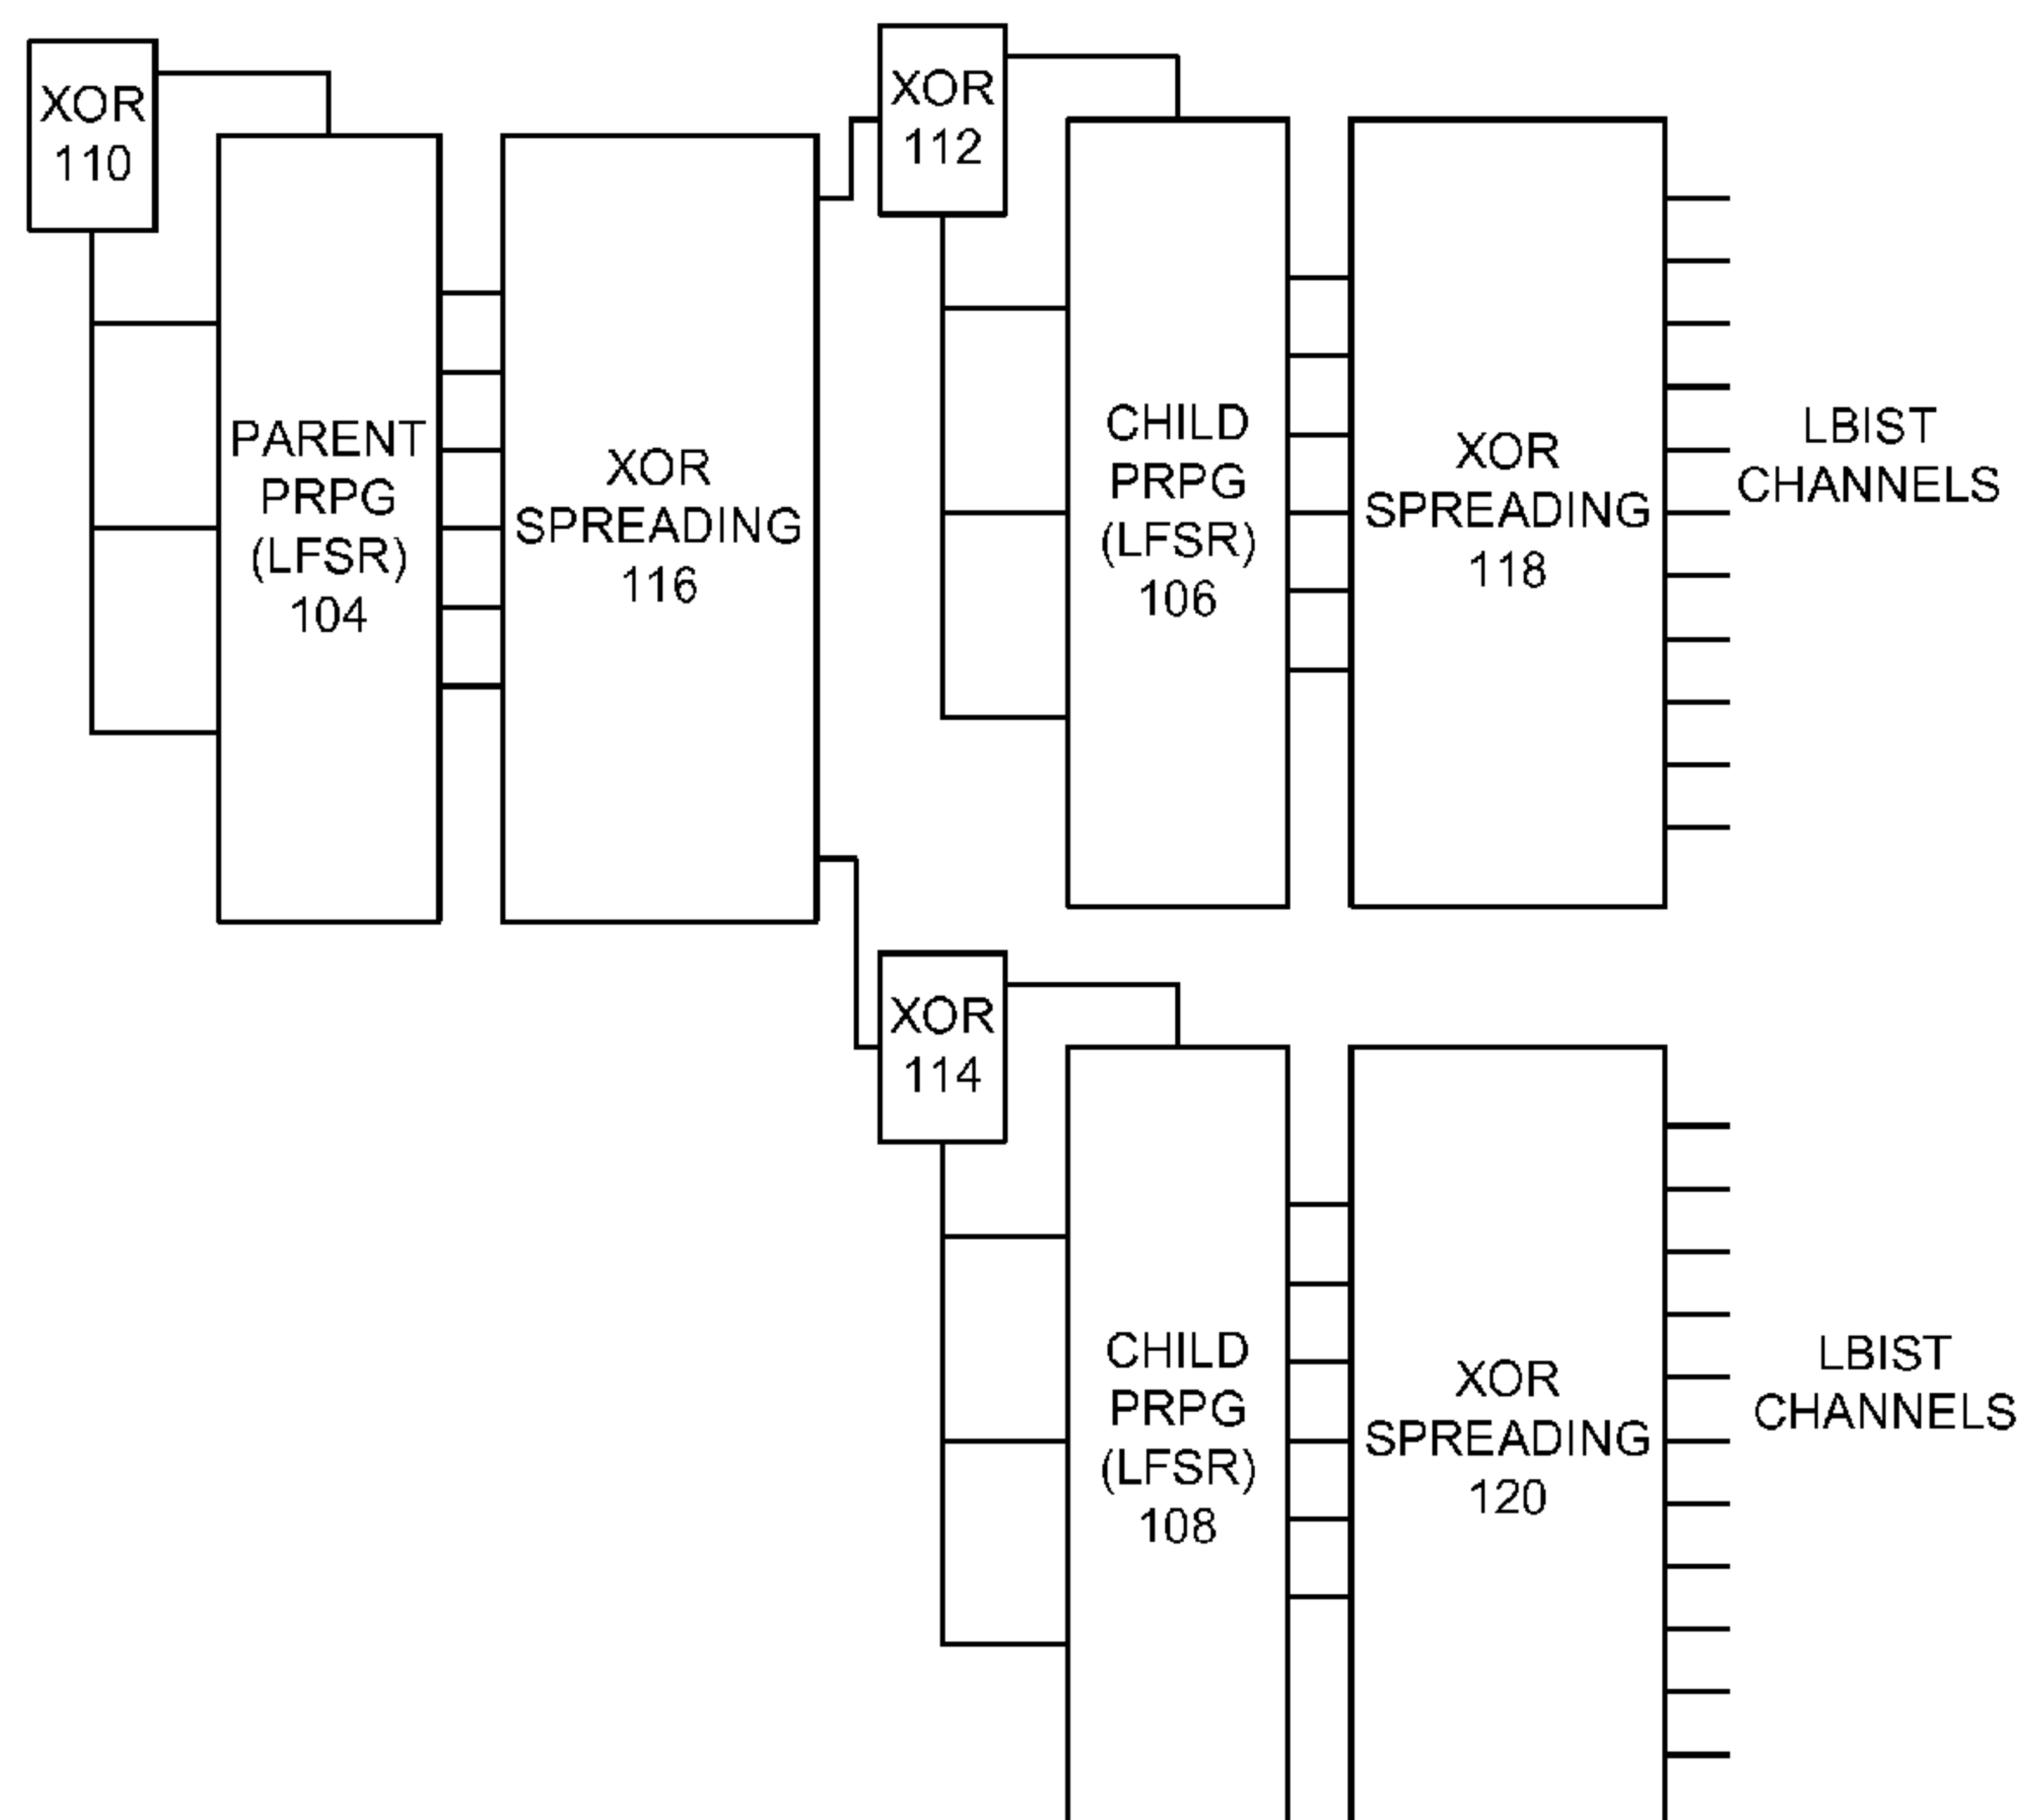 XOR
110
PARENT
PRPG
(LFSR)
104
XOR
SPREADING
116
XOR
112
CHILD
PRPG
(LFSR)
106
XOR
SPREADING
118
LBIST
CHANNELS
XOR
114
CHILD
PRPG
(LFSR)
108
XOR
SPREADING
120
LBIST
CHANNELS